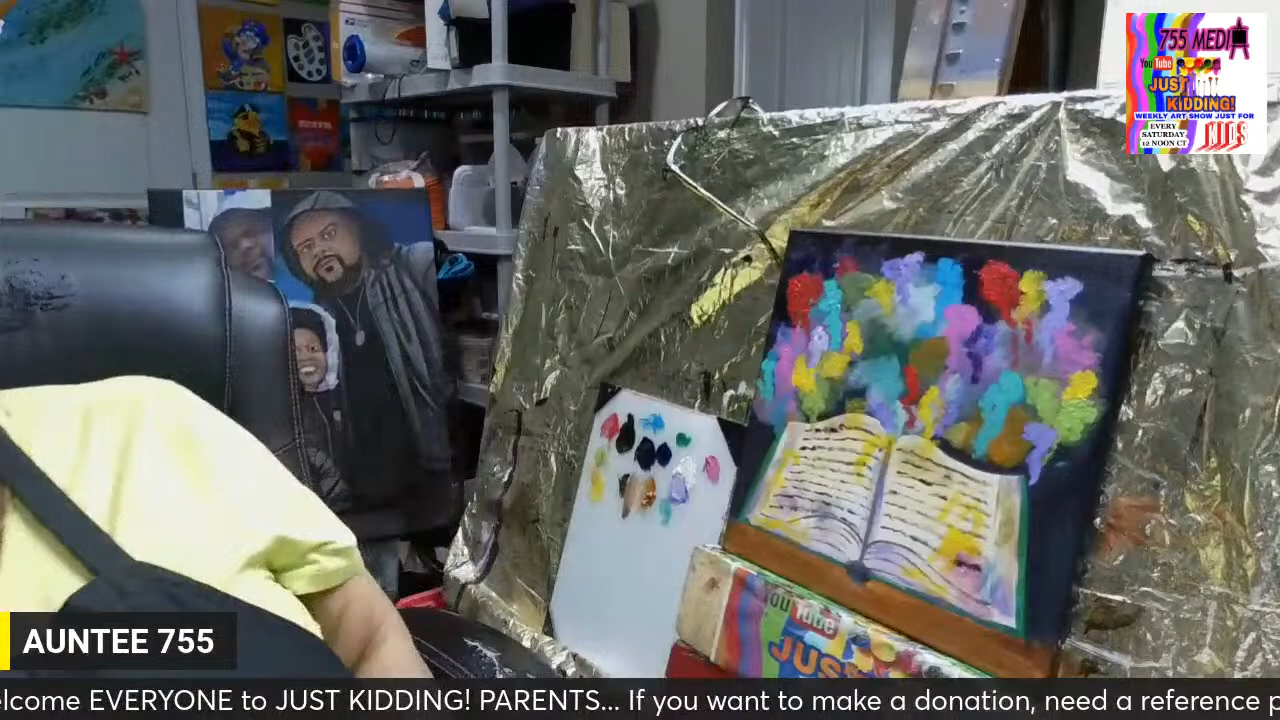 755 MEDIA
YouTube
JUST
KIDDING!
WEEKLY ART SHOW JUST FOR
EVERY
SATURDAY
12 NOON CT
KIDS
YouTube
JUS
AUNTEE 755
elcome EVERYONE to JUST KIDDING! PARENTS... If you want to make a donation, need a reference p